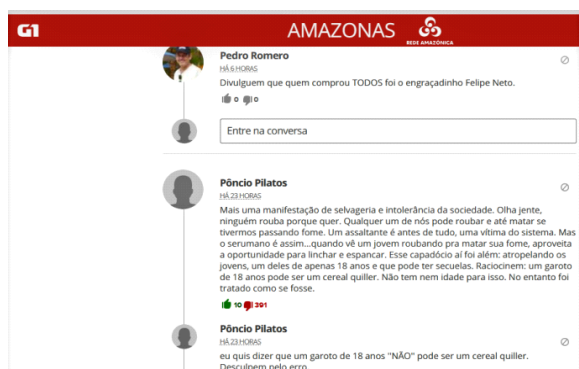 G1
AMAZONAS
REDE AMAZÔNICA
Pedro Romero
HÁ 6 HORAS
Divulguem que quem comprou TODOS foi o engraçadinho Felipe Neto.
0 0
Entre na conversa
Pôncio Pilatos
HÁ 23 HORAS
Mais uma manifestação de selvageria e intolerância da sociedade. Olha jente,
ninguém rouba porque quer. Qualquer um de nós pode roubar e até matar se
tivermos passando fome. Um assaltante é antes de tudo, uma vítima do sistema. Mas
o serumano é assim...quando vê um jovem roubando pra matar sua fome, aproveita
a oportunidade para linchar e espancar. Esse capadócio aí foi além: atropelando os
jovens, um deles de apenas 18 anos e que pode ter secuelas. Raciocinem: um garoto
de 18 anos pode ser um cereal quiller. Não tem nem idade para isso. No entanto foi
tratado como se fosse.
10 391
Pôncio Pilatos
HÁ 23 HORAS
eu quis dizer que um garoto de 18 anos "NÃO" pode ser um cereal quiller.
Desculpem pelo erro